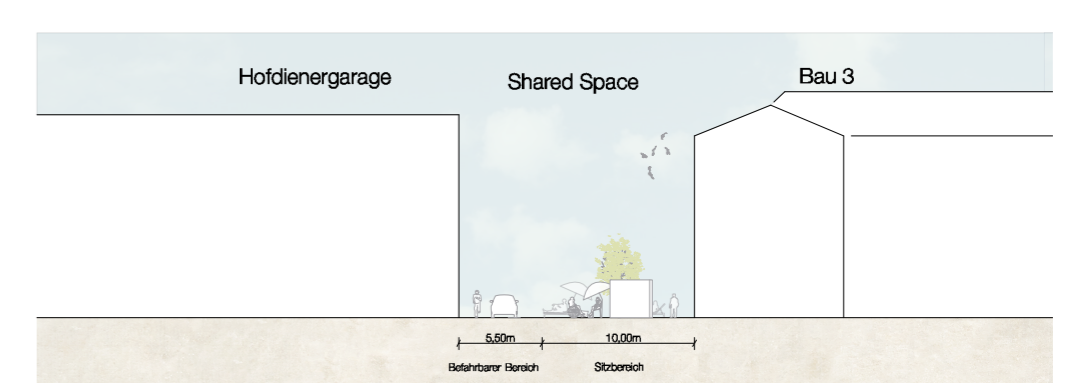 Hofdienergarage
Shared Space
Bau 3
5,50m
10,00m
Befahrbarer Bereich
Sitzbereich